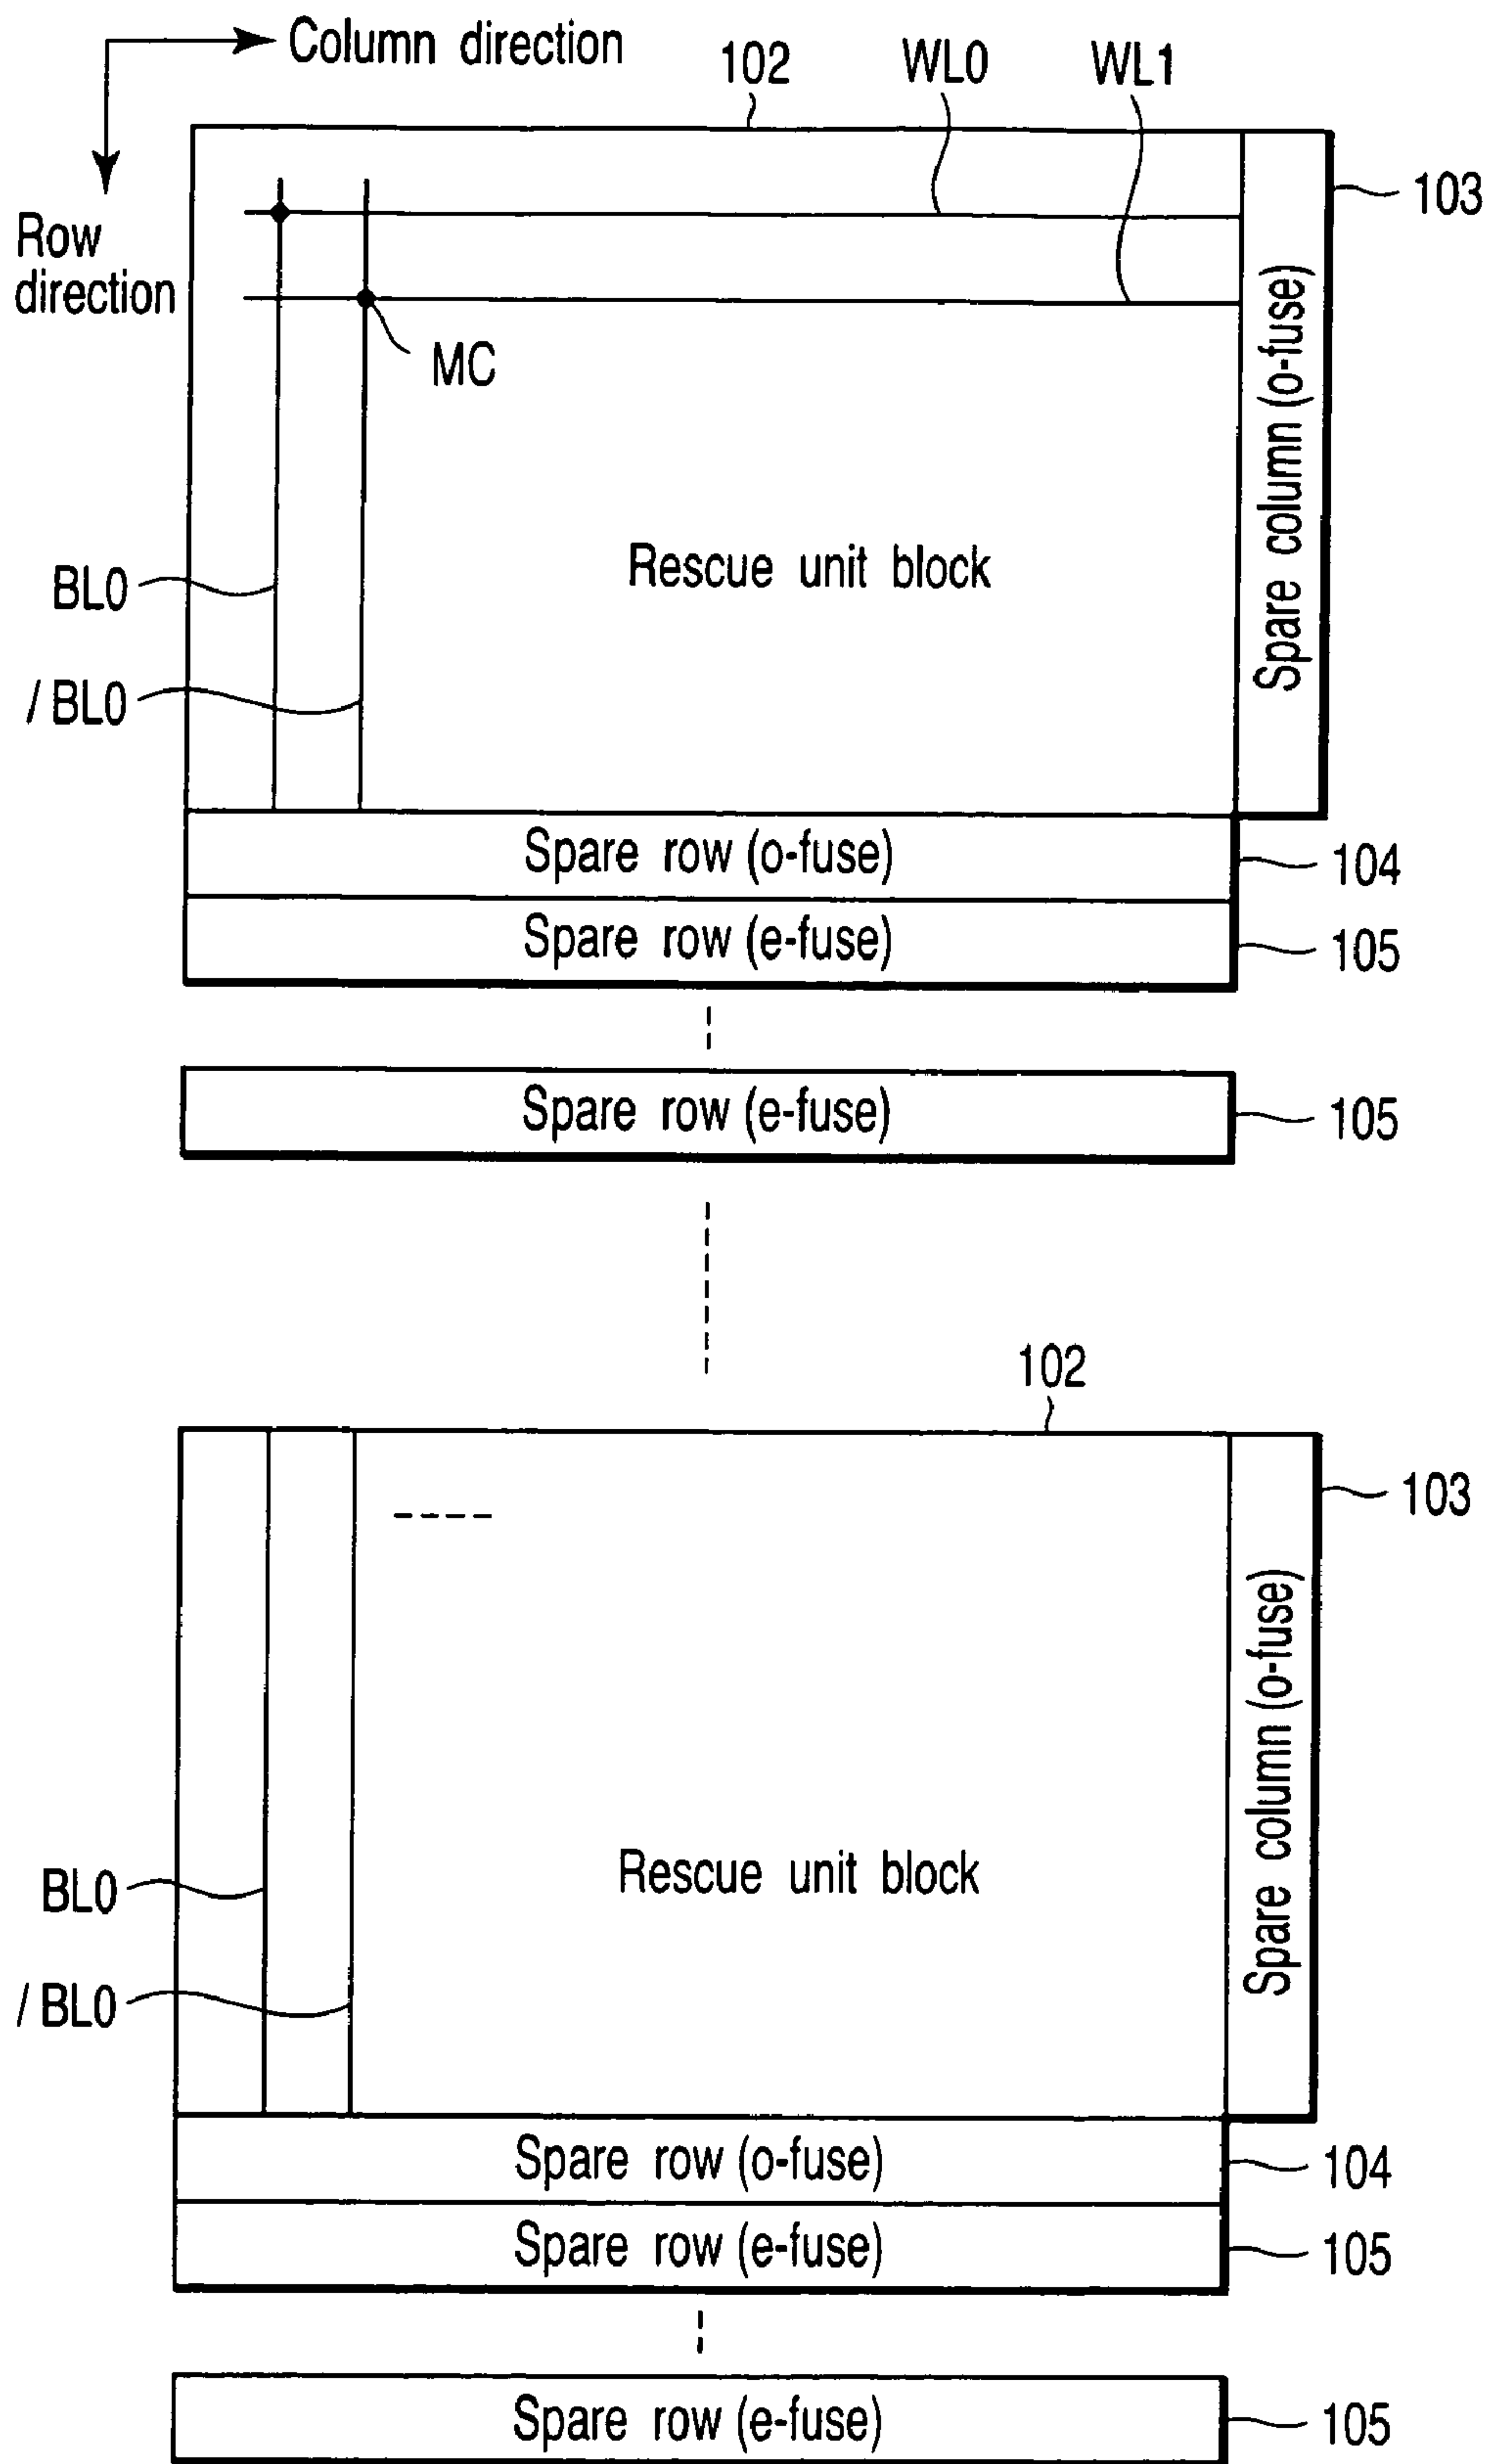 Column direction
102
WL0
WL1
103
Row
direction
MC
Spare column (o-fuse)
Rescue unit block
BL0
/BL0
Spare row (o-fuse)
104
Spare row (e-fuse)
105
Spare row (e-fuse)
105
102
103
Spare column (o-fuse)
Rescue unit block
BL0
/BL0
Spare row (o-fuse)
104
Spare row (e-fuse)
105
Spare row (e-fuse)
105